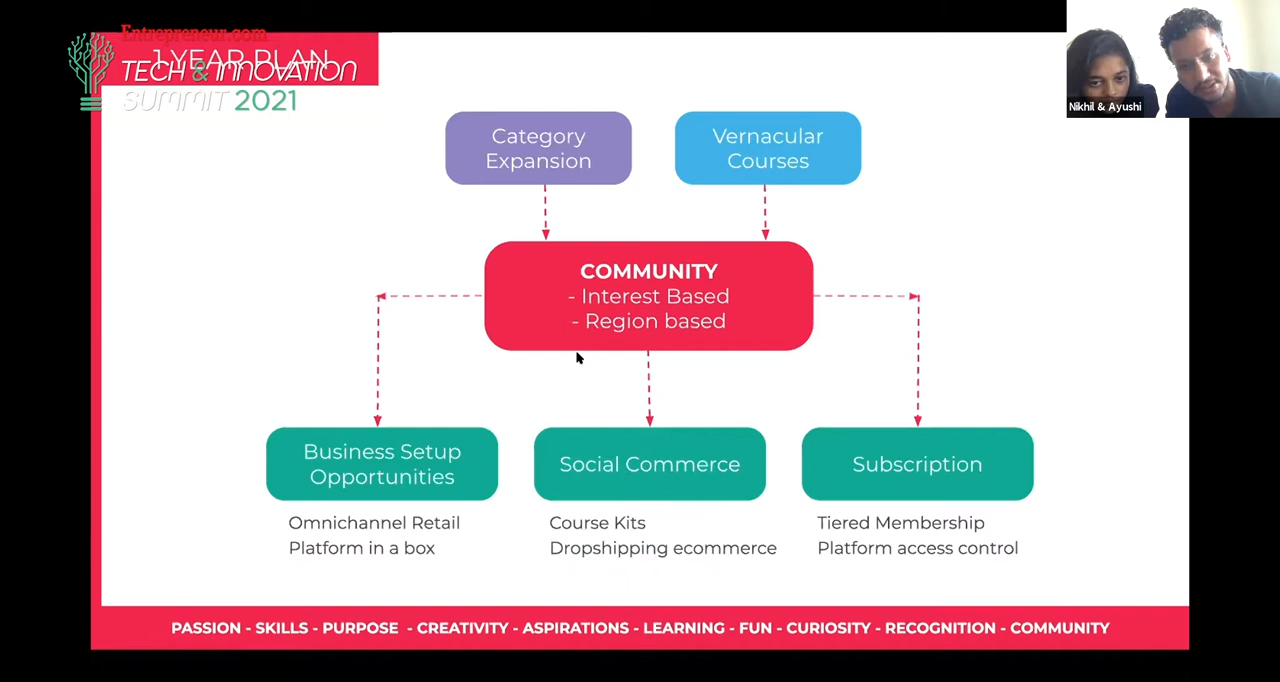 Entrepreneur.com
1 YEAR PLAN
TECH & INNOVATION
SUMMIT 2021
Nikhil & Ayushi
Category
Expansion
Vernacular
Courses
COMMUNITY
- Interest Based
- Region based
Business Setup
Opportunities
Social Commerce
Subscription
Omnichannel Retail
Platform in a box
Course Kits
Dropshipping ecommerce
Tiered Membership
Platform access control
PASSION - SKILLS - PURPOSE - CREATIVITY - ASPIRATIONS - LEARNING - FUN - CURIOSITY - RECOGNITION - COMMUNITY